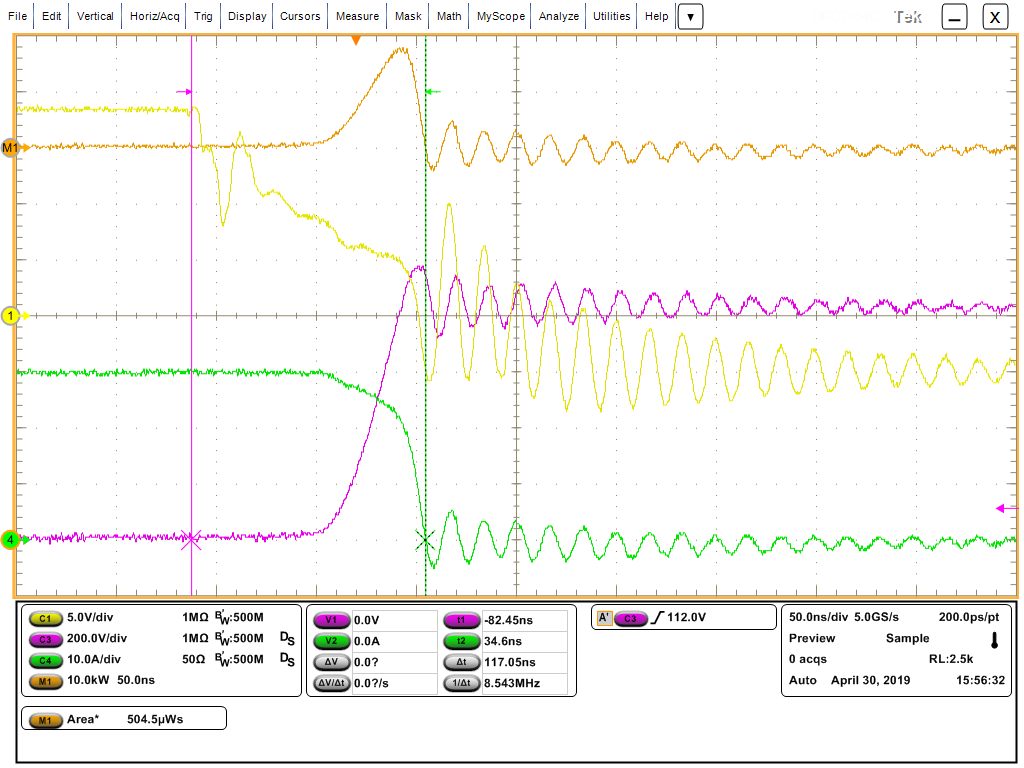 File Edit Vertical Horiz/Acq Trig Display Cursors Measure Mask Math MyScope Analyze Utilities Help Tek X
M1
1
4
C1 5.0V/div 1MΩ BW:500M
C3 200.0V/div 1MΩ BW:500M DS
C4 10.0A/div 50Ω BW:500M DS
M1 10.0kW 50.0ns
V1 0.0V t1 -82.45ns
V2 0.0A t2 34.6ns
ΔV 0.0? Δt 117.05ns
ΔV/Δt 0.0?/s 1/Δt 8.543MHz
A' C3 112.0V
50.0ns/div 5.0GS/s 200.0ps/pt
Preview Sample
0 acqs RL:2.5k
Auto April 30, 2019 15:56:32
M1 Area* 504.5µWs